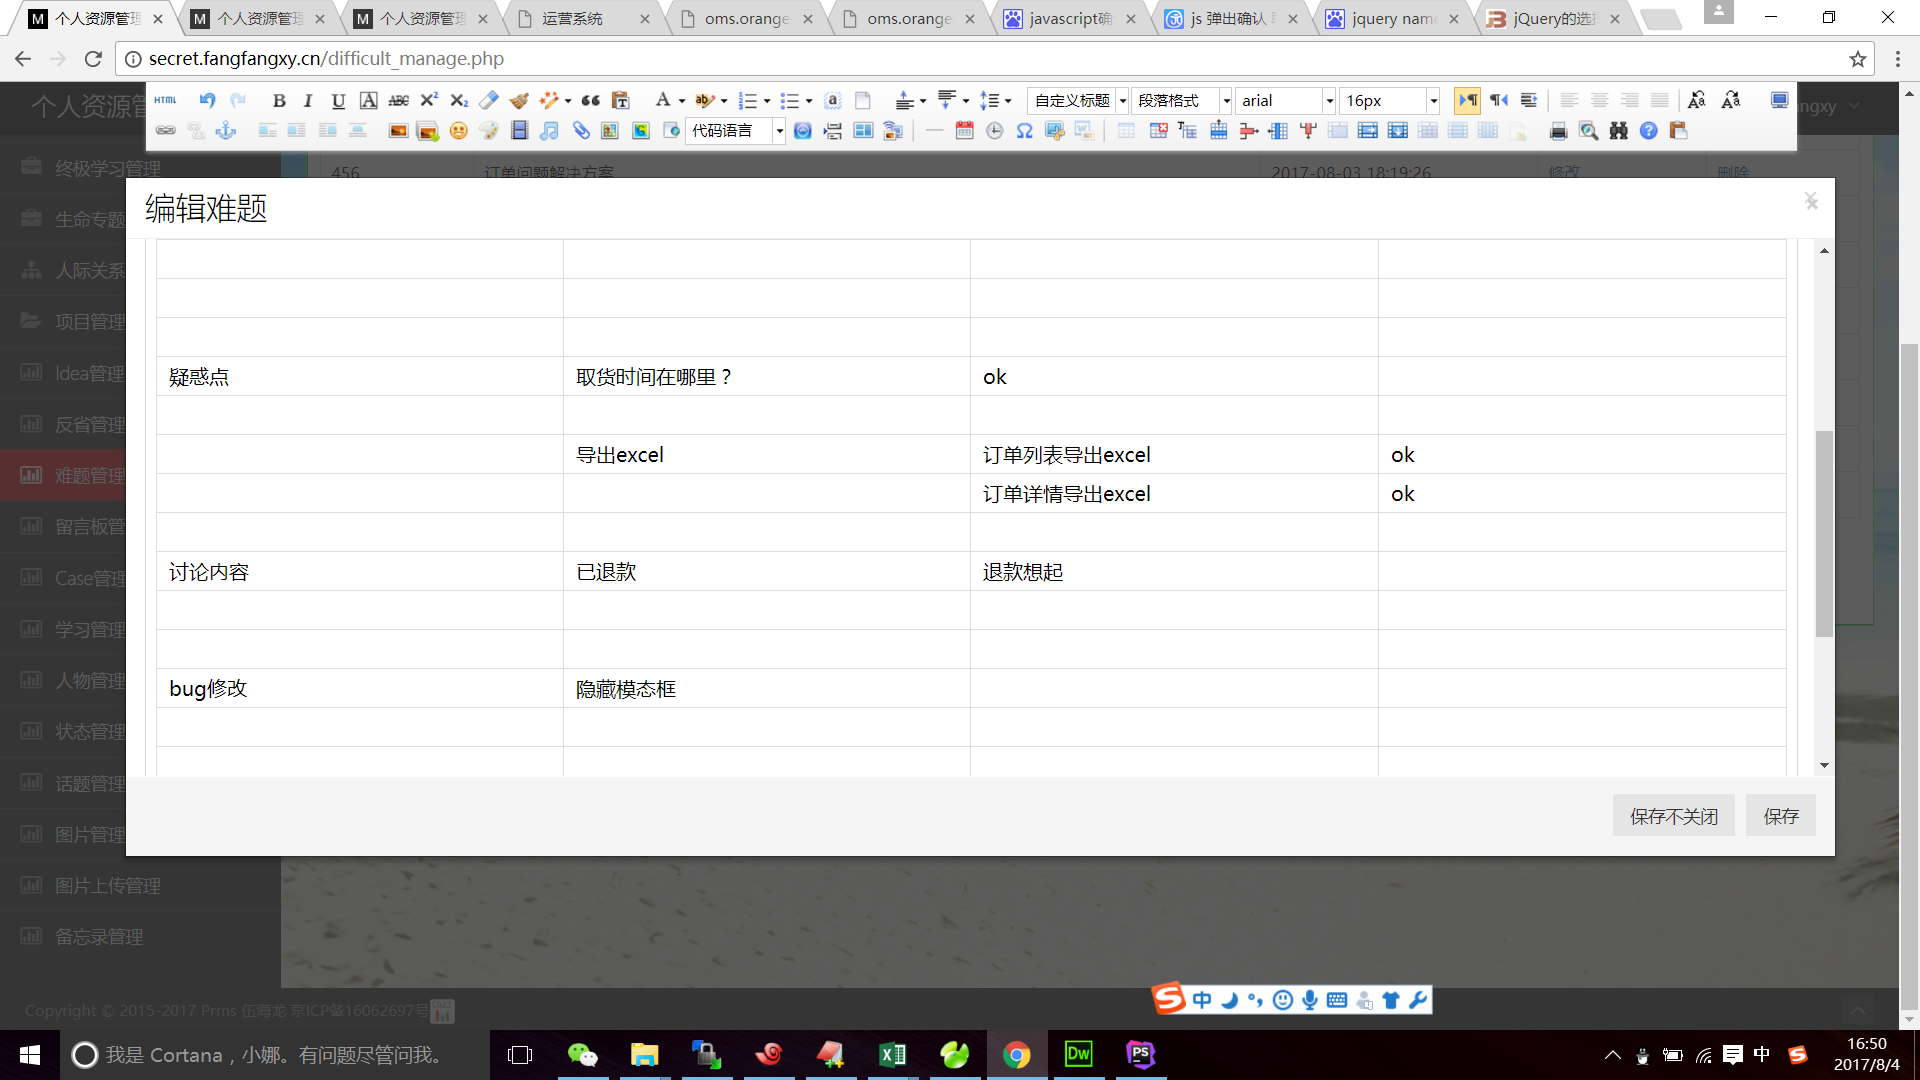 个人资源管理
个人资源管理
个人资源管理
运营系统
oms.orange
oms.orange
javascript确
js 弹出确认
jquery name
jQuery的选择
secret.fangfangxy.cn/difficult_manage.php
HTML
自定义标题
段落格式
arial
16px
代码语言
个人资源管
angxy
终极学习管理
456
订单问题解决方案
2017-08-03 18:19:26
修改
删除
编辑难题
生命专题
人际关系
项目管理
Idea管理
反省管理
难题管理
留言板管
Case管理
学习管理
人物管理
状态管理
话题管理
图片管理
图片上传管理
备忘录管理
疑惑点
取货时间在哪里？
ok
导出excel
订单列表导出excel
ok
订单详情导出excel
ok
讨论内容
已退款
退款想起
bug修改
隐藏模态框
保存不关闭
保存
Copyright © 2015-2017 Prms 伍海龙 京ICP备16062697号
中
我是 Cortana，小娜。有问题尽管问我。
Dw
PS
中
16:50
2017/8/4